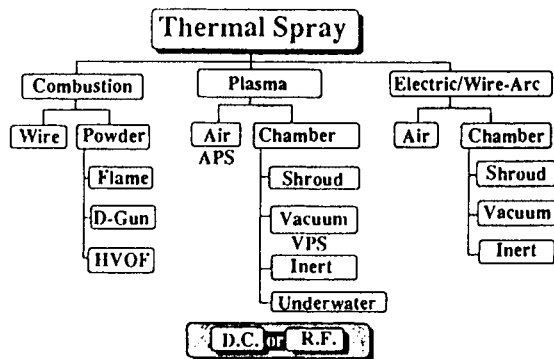 Thermal Spray
Combustion Plasma Electric/Wire-Arc
Wire Powder Air Chamber Air Chamber
APS
Flame Shroud Shroud
D-Gun Vacuum Vacuum
VPS
HVOF Inert Inert
Underwater
D.C. or R.F.